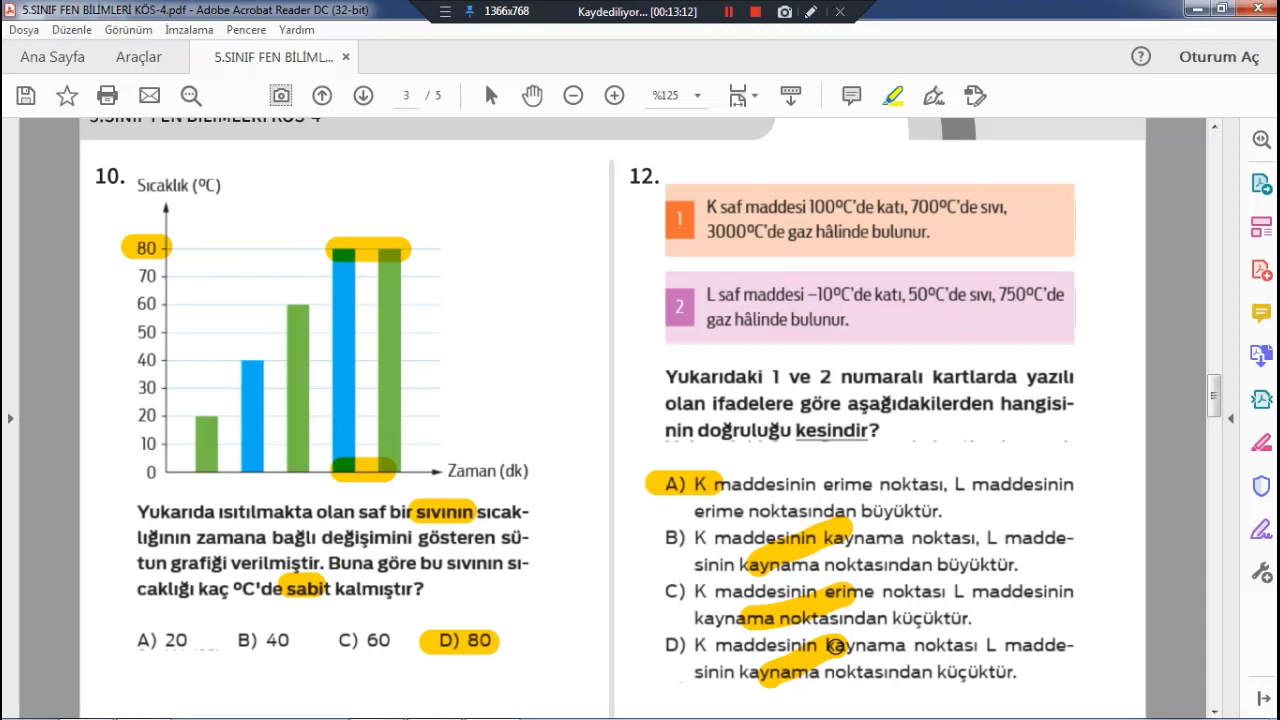 5.SINIF FEN BİLİMLERİ KÖS-4.pdf - Adobe Acrobat Reader DC (32-bit)
1366x768
Kaydediliyor... (00:13:12)
Dosya Düzenle Görünüm İmzalama Pencere Yardım
Ana Sayfa Araçlar 5.SINIF FEN BİLİML... Oturum Aç
3 / 5 %125
5.SINIF FEN BİLİMLERİ KÖS-4
10.
Sıcaklık (ºC)
80
70
60
50
40
30
20
10
0
Zaman (dk)
Yukarıda ısıtılmakta olan saf bir sıvının sıcak-
lığının zamana bağlı değişimini gösteren sü-
tun grafiği verilmiştir. Buna göre bu sıvının sı-
caklığı kaç ºC'de sabit kalmıştır?
A) 20 B) 40 C) 60 D) 80
12.
1
K saf maddesi 100ºC'de katı, 700ºC'de sıvı,
3000ºC'de gaz hâlinde bulunur.
2
L saf maddesi –10ºC'de katı, 50ºC'de sıvı, 750ºC'de
gaz hâlinde bulunur.
Yukarıdaki 1 ve 2 numaralı kartlarda yazılı
olan ifadelere göre aşağıdakilerden hangisi-
nin doğruluğu kesindir?
A) K maddesinin erime noktası, L maddesinin
erime noktasından büyüktür.
B) K maddesinin kaynama noktası, L madde-
sinin kaynama noktasından büyüktür.
C) K maddesinin erime noktası L maddesinin
kaynama noktasından küçüktür.
D) K maddesinin kaynama noktası L madde-
sinin kaynama noktasından küçüktür.